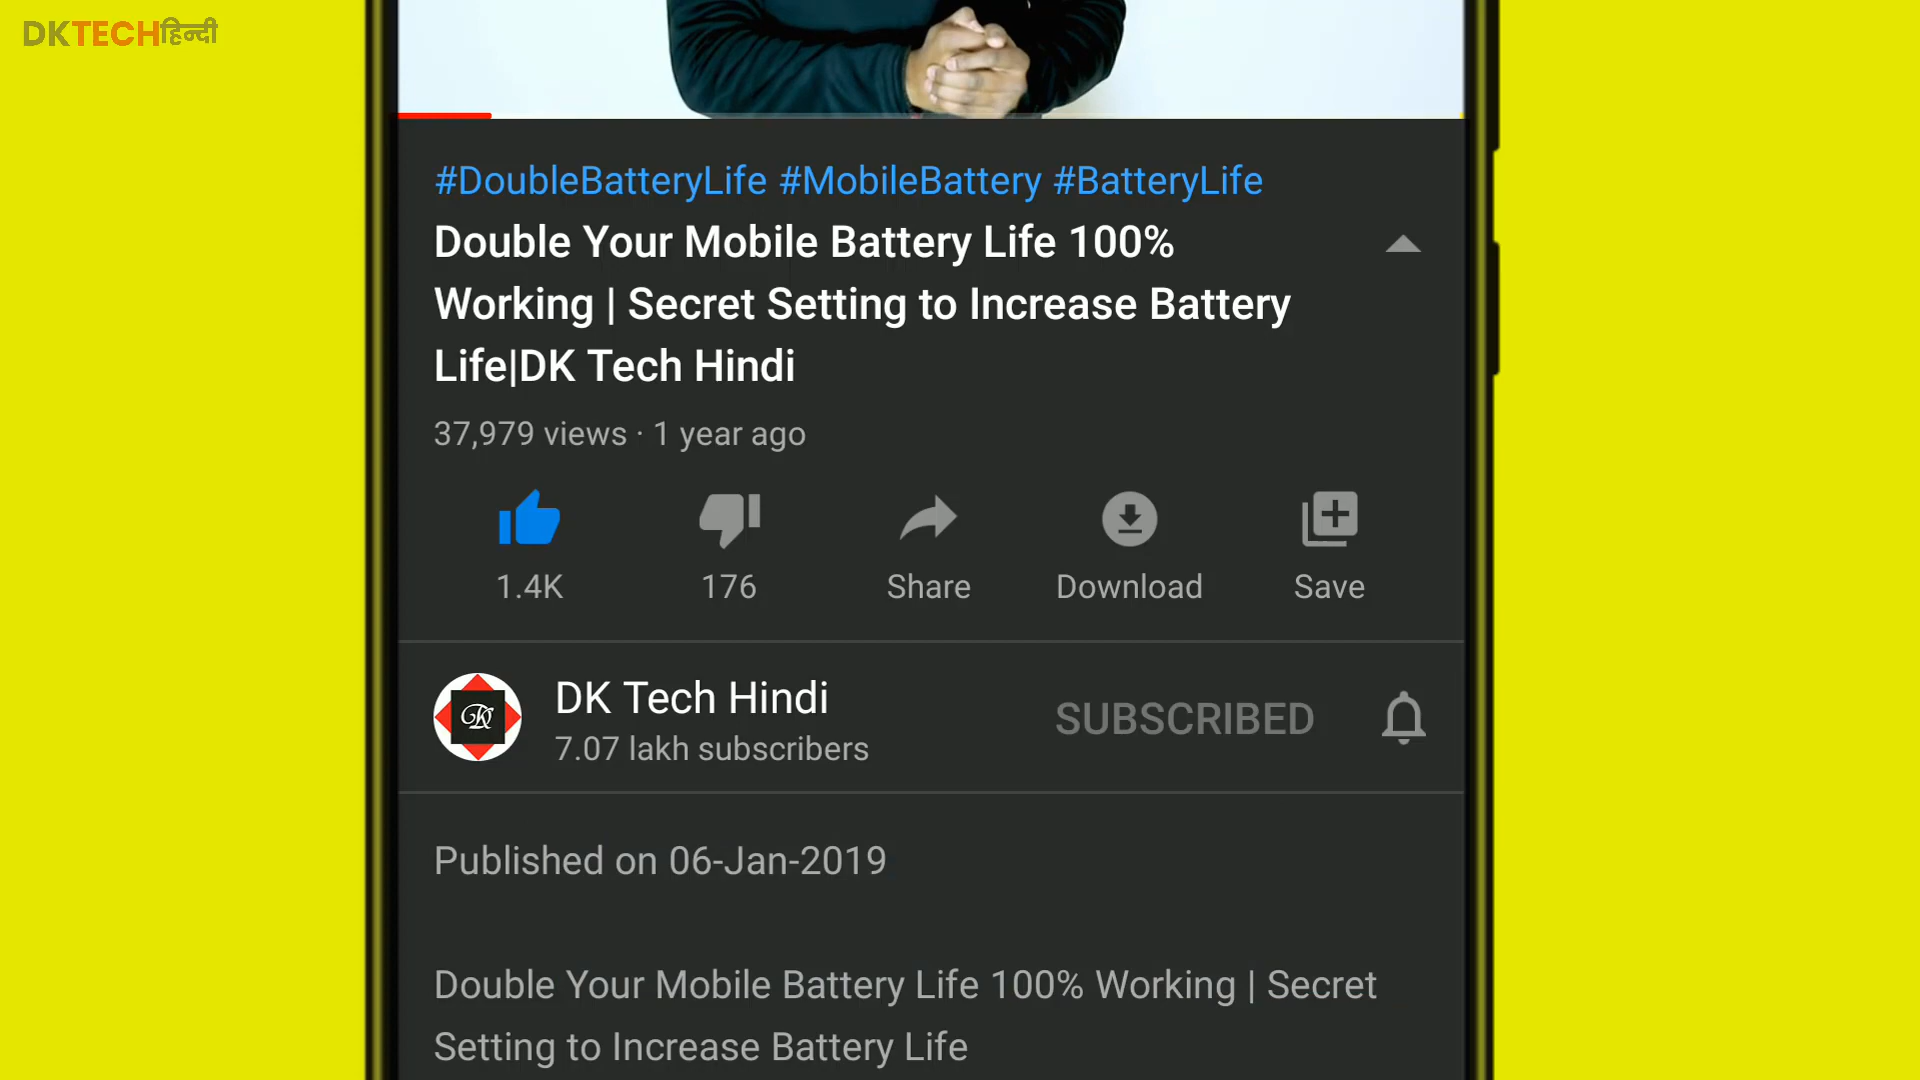 DKTECHहिन्दी
#DoubleBatteryLife #MobileBattery #BatteryLife
Double Your Mobile Battery Life 100%
Working | Secret Setting to Increase Battery
Life|DK Tech Hindi
37,979 views · 1 year ago
1.4K 176 Share Download Save
DK
DK Tech Hindi
SUBSCRIBED
7.07 lakh subscribers
Published on 06-Jan-2019
Double Your Mobile Battery Life 100% Working | Secret
Setting to Increase Battery Life